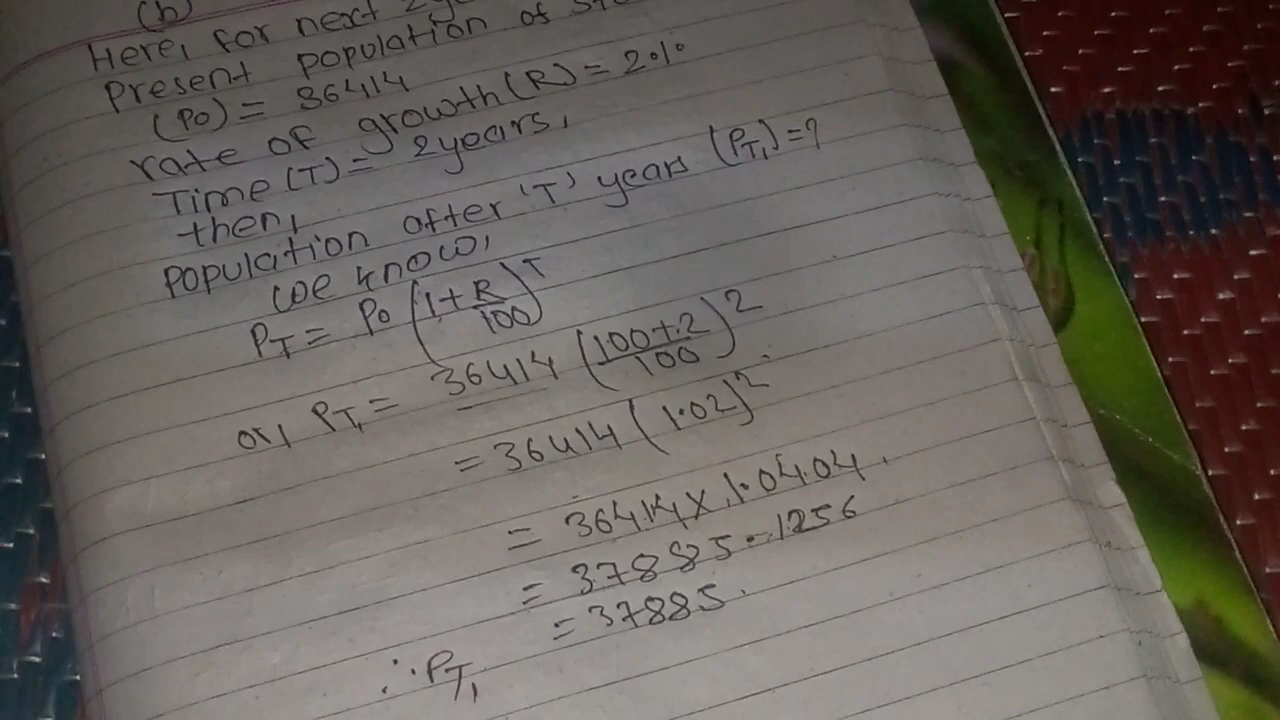 (b)
Here, for next
Present population of
(Po) = 36414
rate of growth (R) = 2%
Time (T) = 2years,
then,
Population after 'T' years (PT1) = ?
we know,
PT = Po (1 + R/100)^T
or, PT1 = 36414 (100+2/100)^2
= 36414 (1.02)^2
= 36414 × 1.0404
= 37885.1256
= 37885.
∴ PT1